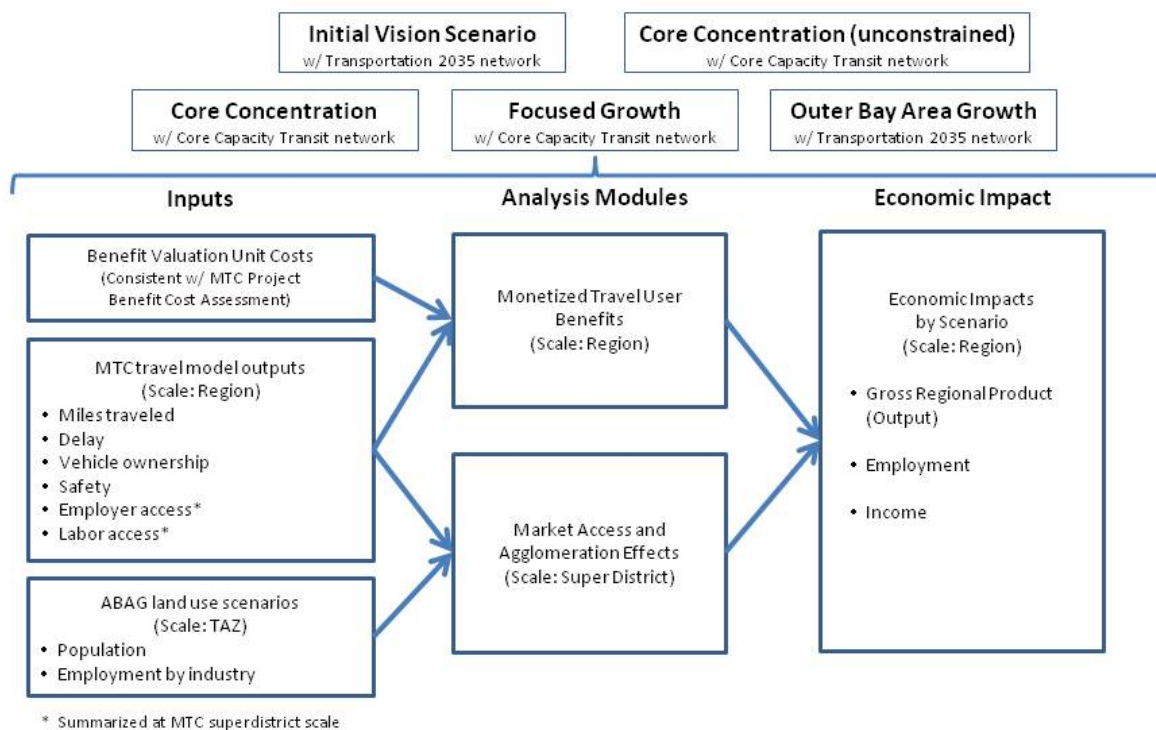 Initial Vision Scenario
w/ Transportation 2035 network
Core Concentration (unconstrained)
w/ Core Capacity Transit network
Core Concentration
w/ Core Capacity Transit network
Focused Growth
w/ Core Capacity Transit network
Outer Bay Area Growth
w/ Transportation 2035 network
Inputs
Analysis Modules
Economic Impact
Benefit Valuation Unit Costs
(Consistent w/ MTC Project
Benefit Cost Assessment)
MTC travel model outputs
(Scale: Region)
• Miles traveled
• Delay
• Vehicle ownership
• Safety
• Employer access*
• Labor access*
ABAG land use scenarios
(Scale: TAZ)
• Population
• Employment by industry
* Summarized at MTC superdistrict scale
Monetized Travel User
Benefits
(Scale: Region)
Market Access and
Agglomeration Effects
(Scale: Super District)
Economic Impacts
by Scenario
(Scale: Region)
• Gross Regional Product
(Output)
• Employment
• Income